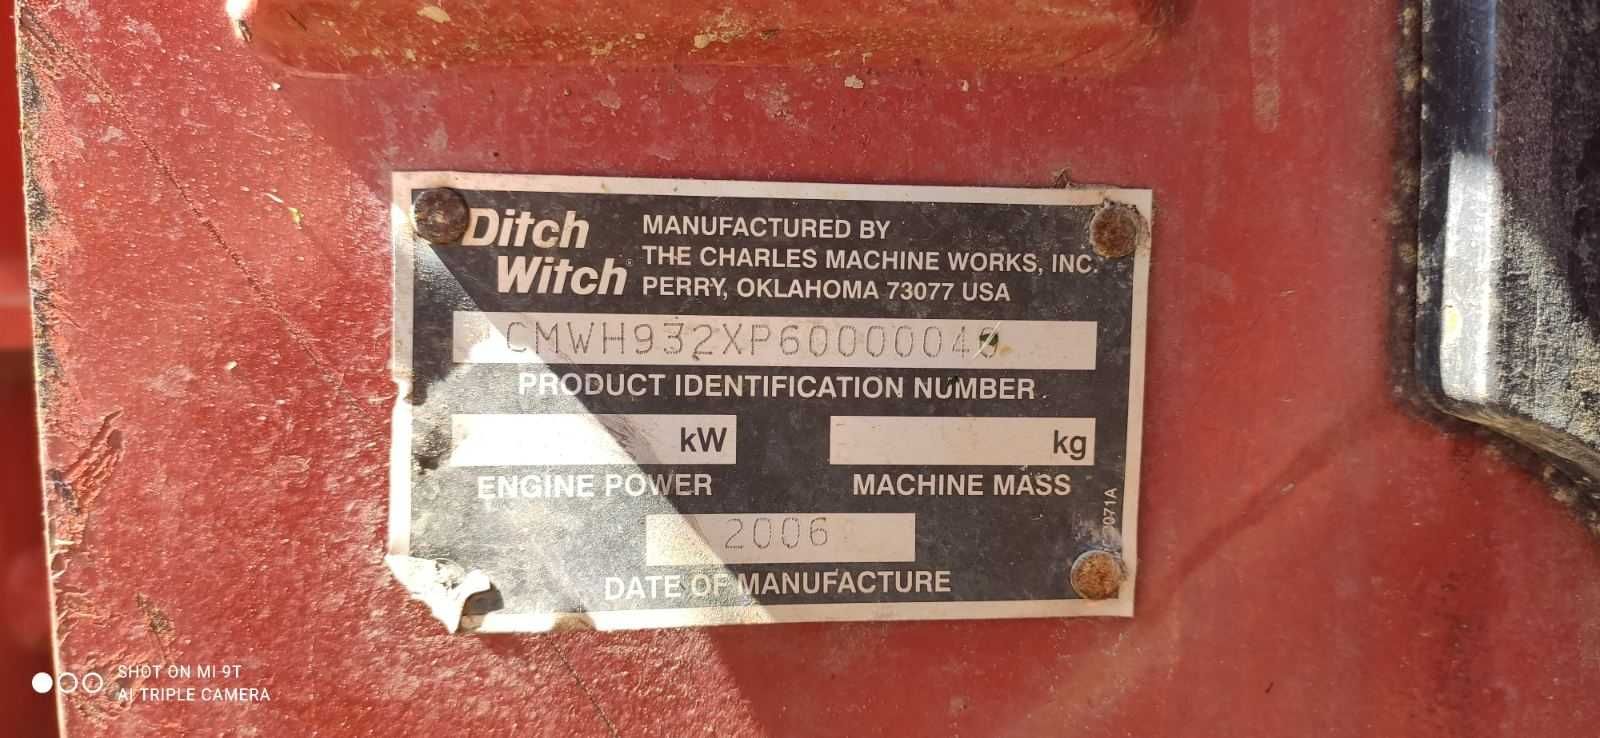 Ditch
Witch®
MANUFACTURED BY
THE CHARLES MACHINE WORKS, INC.
PERRY, OKLAHOMA 73077 USA
PRODUCT IDENTIFICATION NUMBER
kW
kg
ENGINE POWER
MACHINE MASS
2006
DATE OF MANUFACTURE
SHOT ON MI 9T
AI TRIPLE CAMERA